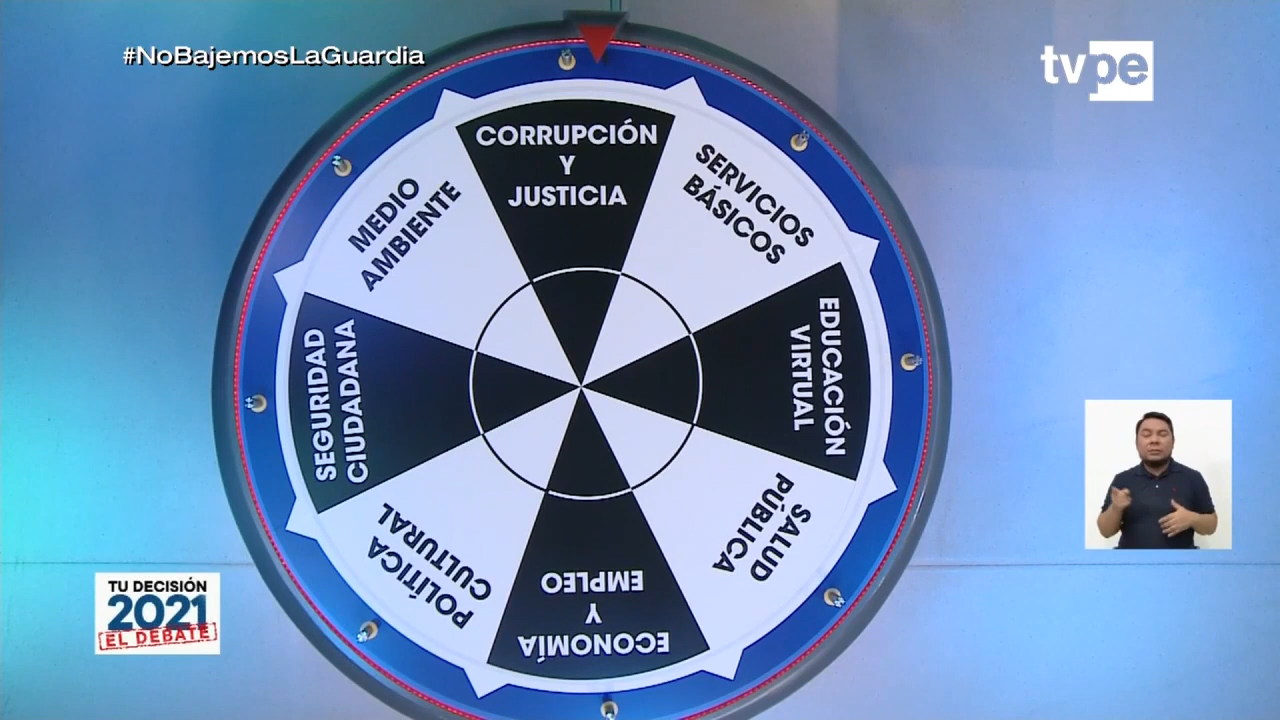 #NoBajemosLaGuardia
tvpe
CORRUPCIÓN
Y
JUSTICIA
SERVICIOS
BÁSICOS
EDUCACIÓN
VIRTUAL
SALUD
PÚBLICA
ECONOMÍA
Y
EMPLEO
POLÍTICA
CULTURAL
SEGURIDAD
CIUDADANA
MEDIO
AMBIENTE
TU DECISIÓN
2021
EL DEBATE